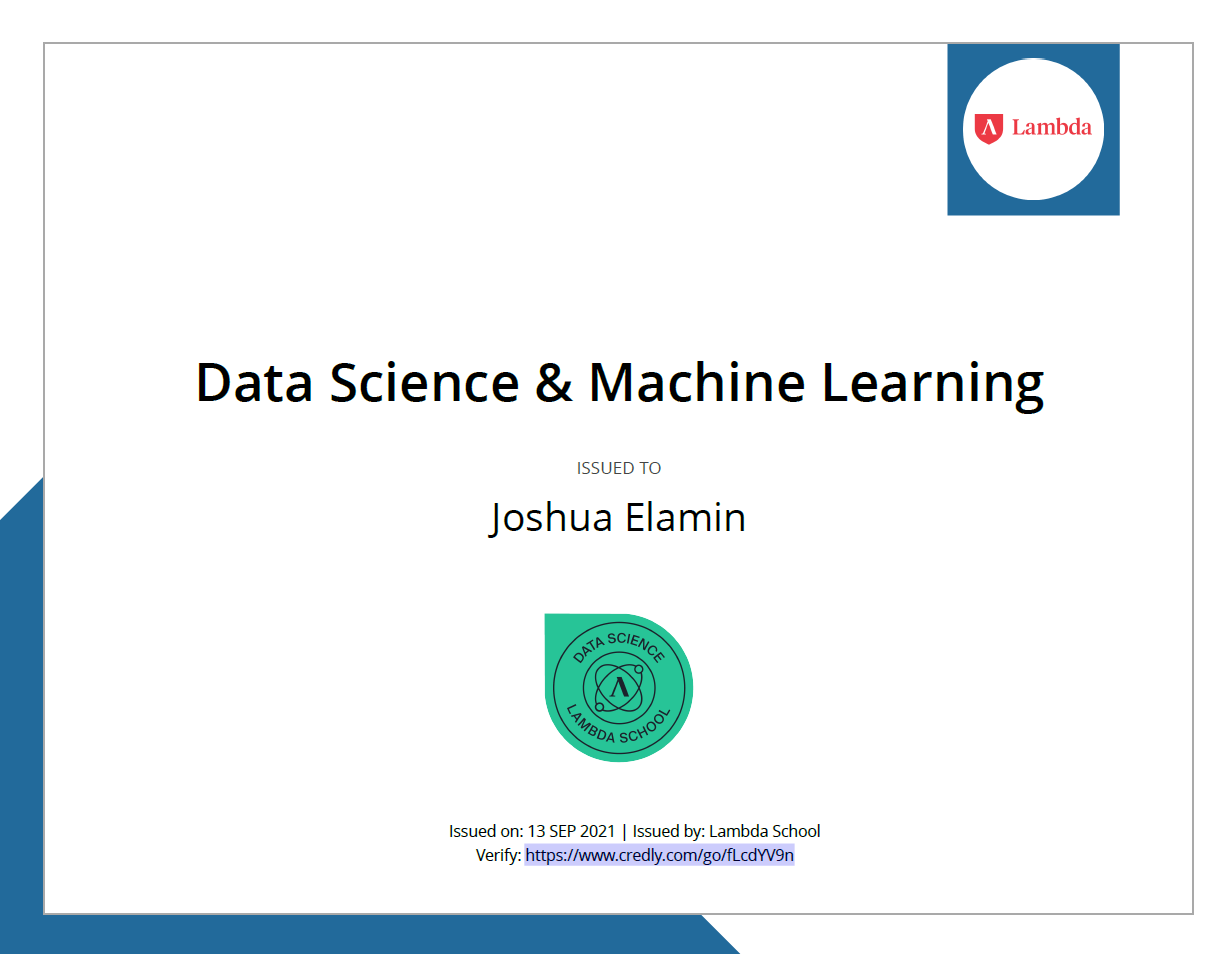 Lambda
Data Science & Machine Learning
ISSUED TO
Joshua Elamin
DATA SCIENCE
LAMBDA SCHOOL
Issued on: 13 SEP 2021 | Issued by: Lambda School
Verify: https://www.credly.com/go/fLcdYV9n